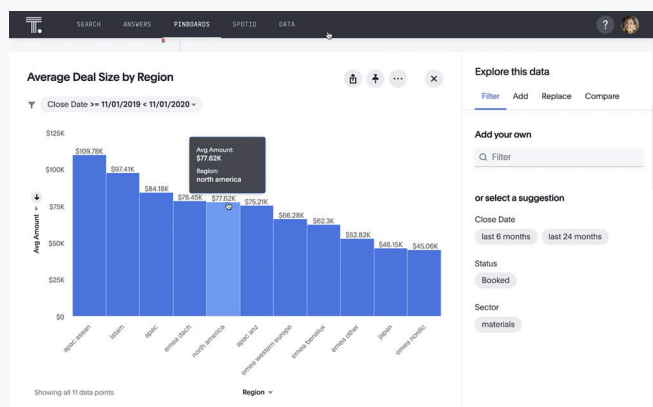 T.
SEARCH ANSWERS PINBOARDS SPOTIQ DATA
?
Average Deal Size by Region
Close Date >= 11/01/2019 < 11/01/2020
$125K
$100K
$75K
$50K
$25K
$0
Avg Amount
$109.78K
$97.41K
$84.18K
$78.45K
$77.62K
$75.21K
$66.28K
$62.3K
$52.82K
$46.15K
$45.06K
Avg Amount:
$77.62K
Region:
north america
apac asean
latam
apac
emea dach
north america
apac anz
emea western europe
emea benelux
emea other
japan
emea nordic
Showing all 11 data points
Region
Explore this data
Filter Add Replace Compare
Add your own
Filter
or select a suggestion
Close Date
last 6 months last 24 months
Status
Booked
Sector
materials